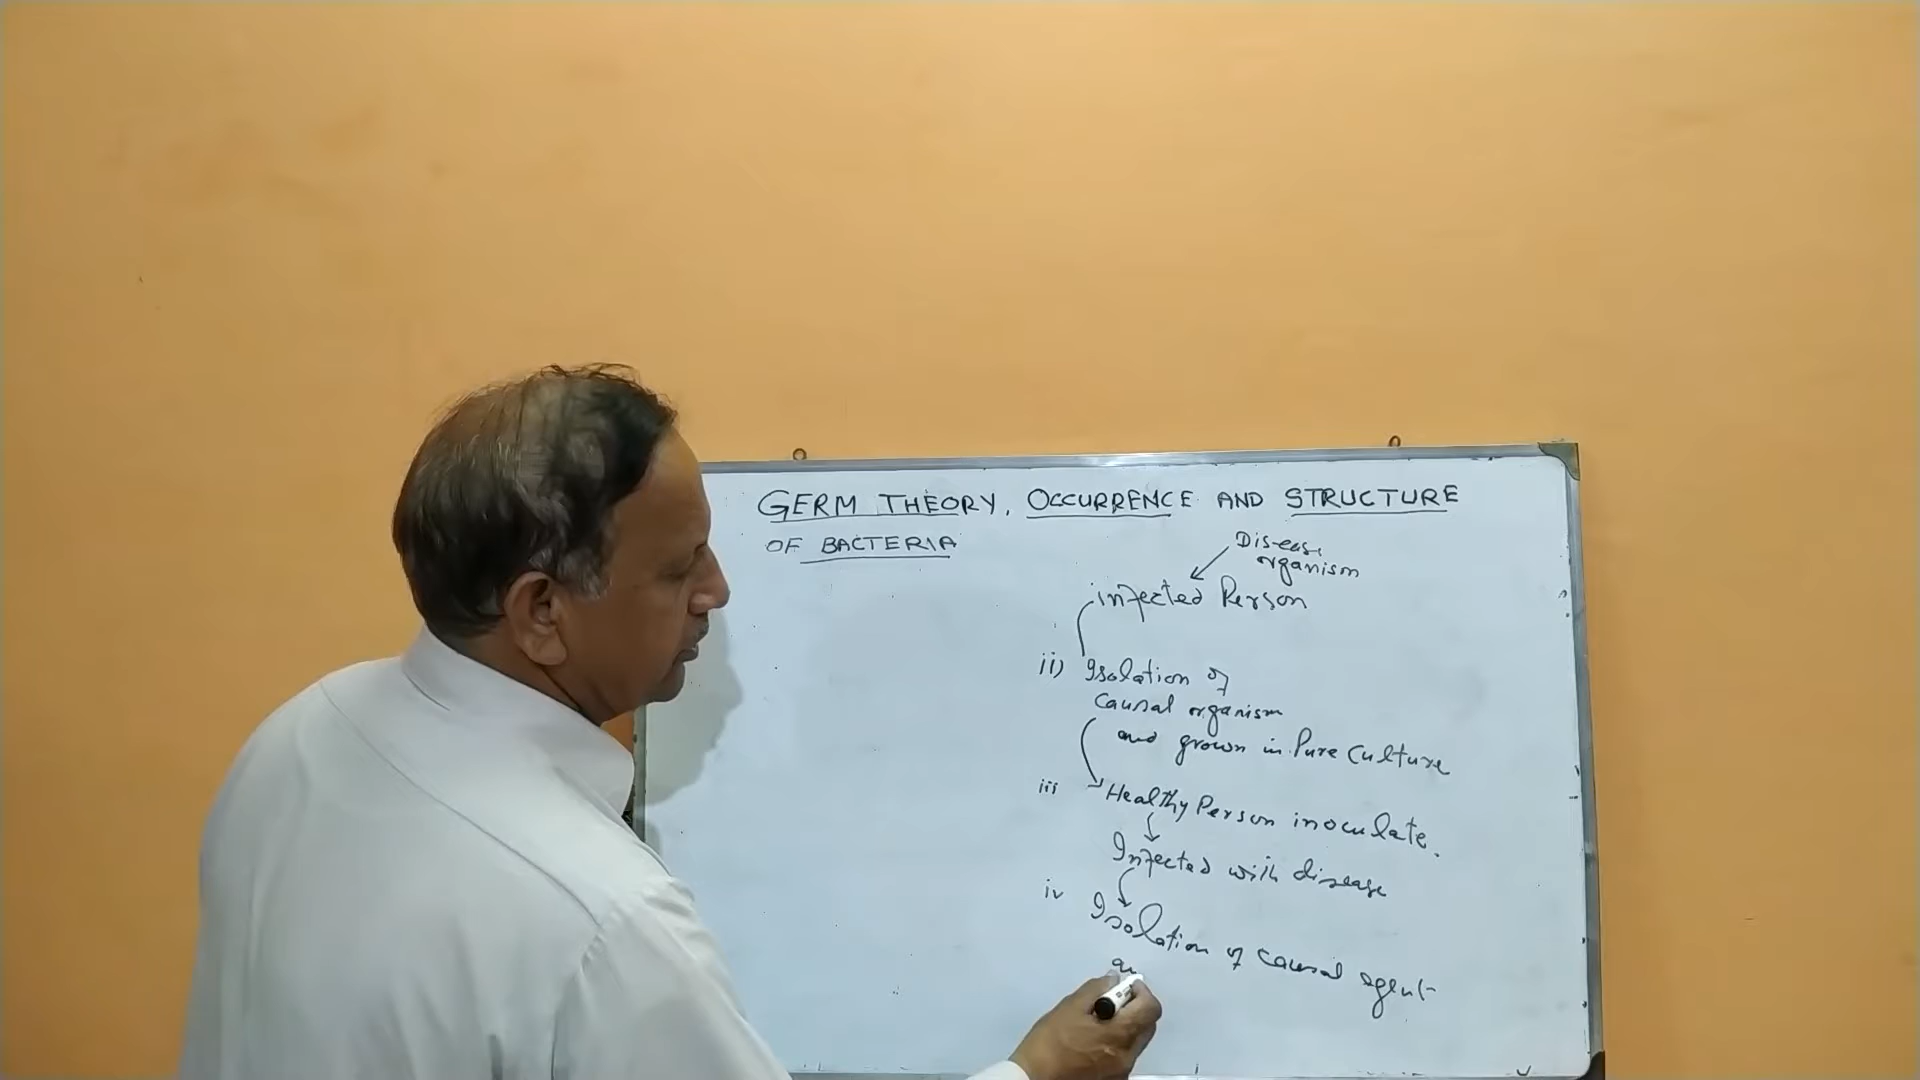 GERM THEORY, OCCURRENCE AND STRUCTURE
OF BACTERIA
Disease
organism
infected Person
ii) Isolation of
causal organism
and grown in Pure Culture
iii Healthy Person inoculate.
Infected with disease
iv Isolation of causal agent
an